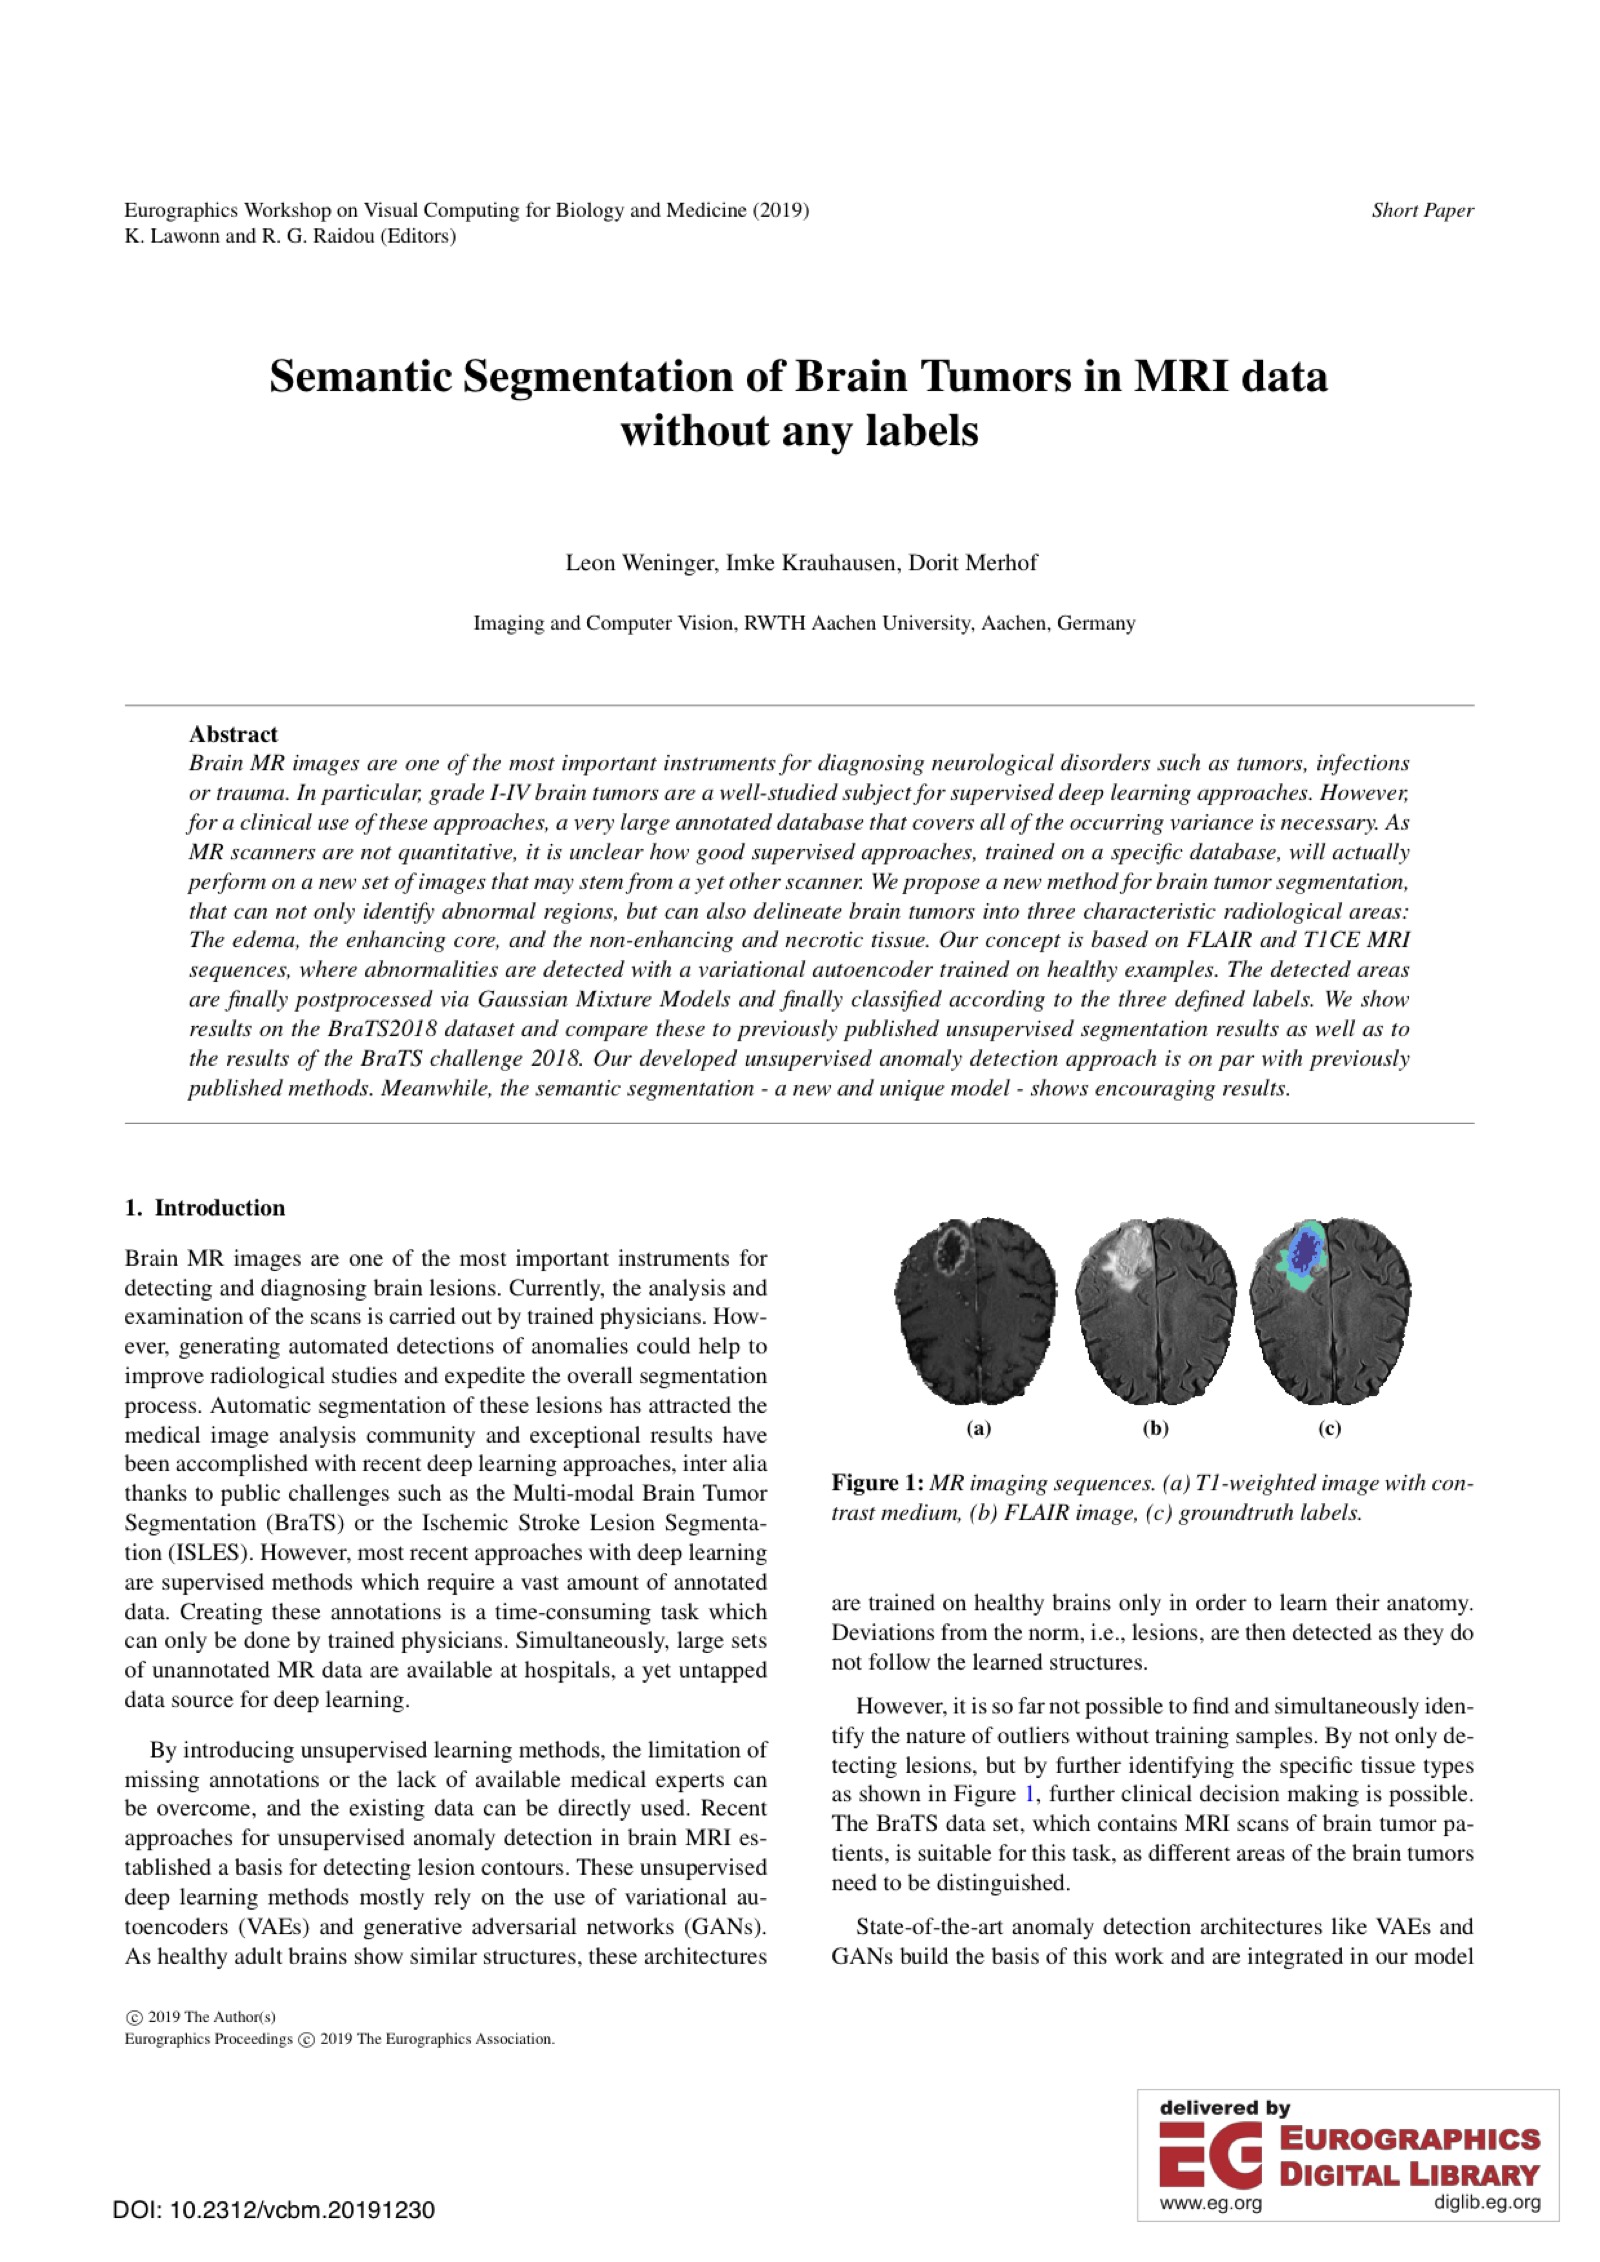 Eurographics Workshop on Visual Computing for Biology and Medicine (2019)
K. Lawonn and R. G. Raidou (Editors)
Short Paper
Semantic Segmentation of Brain Tumors in MRI data
without any labels
Leon Weninger, Imke Krauhausen, Dorit Merhof
Imaging and Computer Vision, RWTH Aachen University, Aachen, Germany
Abstract
Brain MR images are one of the most important instruments for diagnosing neurological disorders such as tumors, infections
or trauma. In particular, grade I-IV brain tumors are a well-studied subject for supervised deep learning approaches. However,
for a clinical use of these approaches, a very large annotated database that covers all of the occurring variance is necessary. As
MR scanners are not quantitative, it is unclear how good supervised approaches, trained on a specific database, will actually
perform on a new set of images that may stem from a yet other scanner. We propose a new method for brain tumor segmentation,
that can not only identify abnormal regions, but can also delineate brain tumors into three characteristic radiological areas:
The edema, the enhancing core, and the non-enhancing and necrotic tissue. Our concept is based on FLAIR and T1CE MRI
sequences, where abnormalities are detected with a variational autoencoder trained on healthy examples. The detected areas
are finally postprocessed via Gaussian Mixture Models and finally classified according to the three defined labels. We show
results on the BraTS2018 dataset and compare these to previously published unsupervised segmentation results as well as to
the results of the BraTS challenge 2018. Our developed unsupervised anomaly detection approach is on par with previously
published methods. Meanwhile, the semantic segmentation - a new and unique model - shows encouraging results.
1. Introduction
Brain MR images are one of the most important instruments for
detecting and diagnosing brain lesions. Currently, the analysis and
examination of the scans is carried out by trained physicians. How-
ever, generating automated detections of anomalies could help to
improve radiological studies and expedite the overall segmentation
process. Automatic segmentation of these lesions has attracted the
medical image analysis community and exceptional results have
been accomplished with recent deep learning approaches, inter alia
thanks to public challenges such as the Multi-modal Brain Tumor
Segmentation (BraTS) or the Ischemic Stroke Lesion Segmenta-
tion (ISLES). However, most recent approaches with deep learning
are supervised methods which require a vast amount of annotated
data. Creating these annotations is a time-consuming task which
can only be done by trained physicians. Simultaneously, large sets
of unannotated MR data are available at hospitals, a yet untapped
data source for deep learning.
By introducing unsupervised learning methods, the limitation of
missing annotations or the lack of available medical experts can
be overcome, and the existing data can be directly used. Recent
approaches for unsupervised anomaly detection in brain MRI es-
tablished a basis for detecting lesion contours. These unsupervised
deep learning methods mostly rely on the use of variational au-
toencoders (VAEs) and generative adversarial networks (GANs).
As healthy adult brains show similar structures, these architectures
(a)
(b)
(c)
Figure 1: MR imaging sequences. (a) T1-weighted image with con-
trast medium, (b) FLAIR image, (c) groundtruth labels.
are trained on healthy brains only in order to learn their anatomy.
Deviations from the norm, i.e., lesions, are then detected as they do
not follow the learned structures.
However, it is so far not possible to find and simultaneously iden-
tify the nature of outliers without training samples. By not only de-
tecting lesions, but by further identifying the specific tissue types
as shown in Figure 1, further clinical decision making is possible.
The BraTS data set, which contains MRI scans of brain tumor pa-
tients, is suitable for this task, as different areas of the brain tumors
need to be distinguished.
State-of-the-art anomaly detection architectures like VAEs and
GANs build the basis of this work and are integrated in our model
© 2019 The Author(s)
Eurographics Proceedings © 2019 The Eurographics Association.
DOI: 10.2312/vcbm.20191230
delivered by
EG EUROGRAPHICS
DIGITAL LIBRARY
www.eg.org
diglib.eg.org